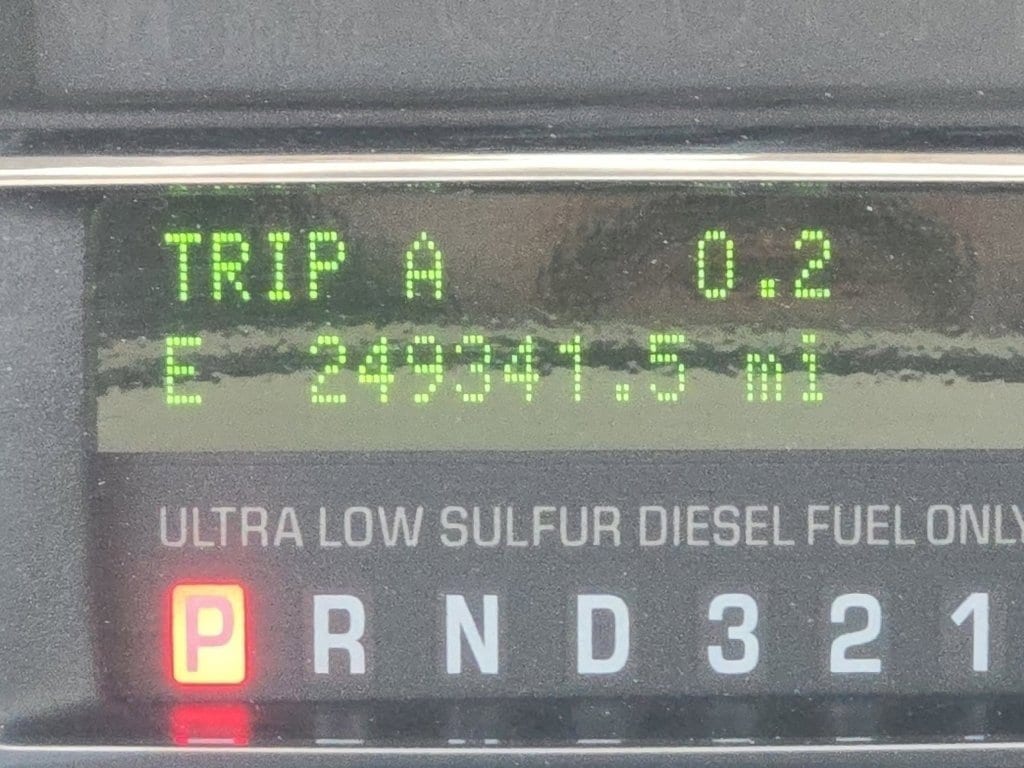 TRIP A 0.2
E 249341.5 mi
ULTRA LOW SULFUR DIESEL FUEL ONLY
P R N D 3 2 1